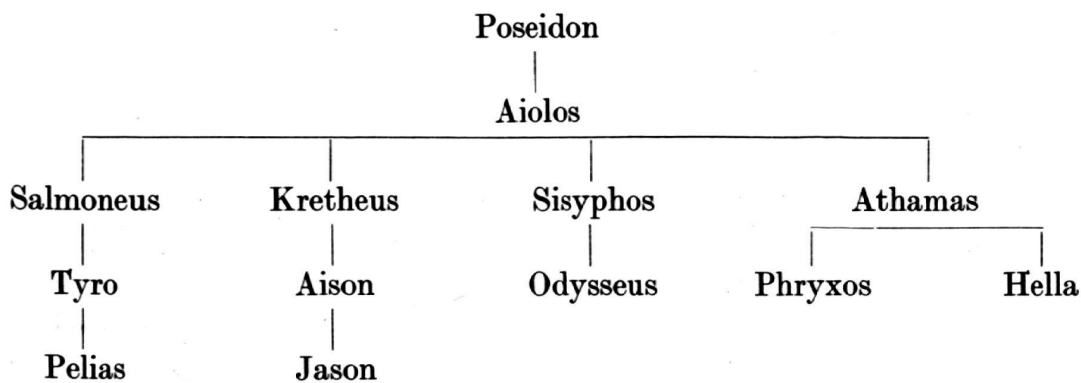 Poseidon
Aiolos
Salmoneus Kretheus Sisyphos Athamas
Tyro Aison Odysseus Phryxos Hella
Pelias Jason